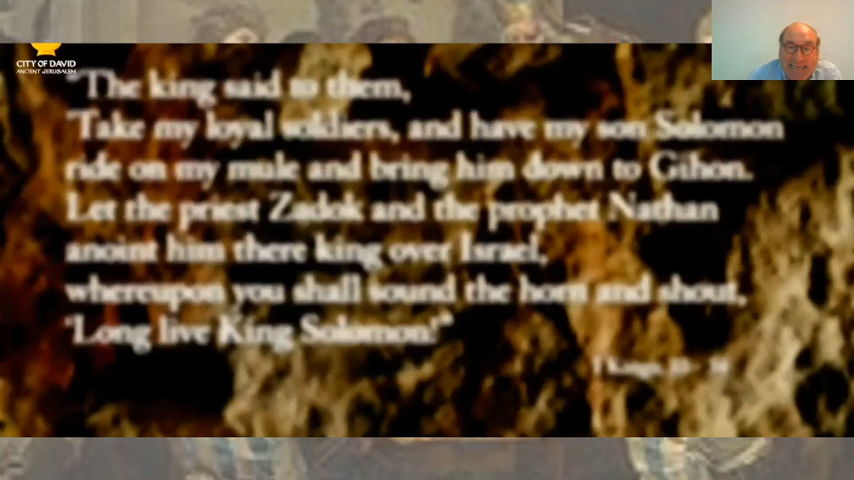 CITY OF DAVID
ANCIENT JERUSALEM
"The king said to them,
'Take my loyal soldiers, and have my son Solomon
ride on my mule and bring him down to Gihon.
Let the priest Zadok and the prophet Nathan
anoint him there king over Israel,
whereupon you shall sound the horn and shout,
'Long live King Solomon!'"
I Kings,